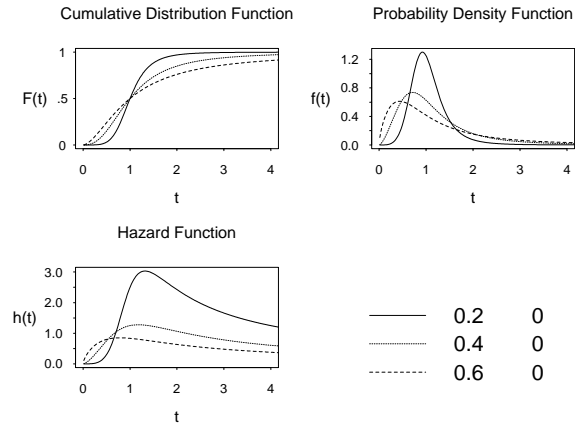 Cumulative Distribution Function
F(t)
1
.5
0
0 1 2 3 4
t
Probability Density Function
f(t)
1.2
0.8
0.4
0.0
0 1 2 3 4
t
Hazard Function
h(t)
3.0
2.0
1.0
0.0
0 1 2 3 4
t
0.2 0
0.4 0
0.6 0